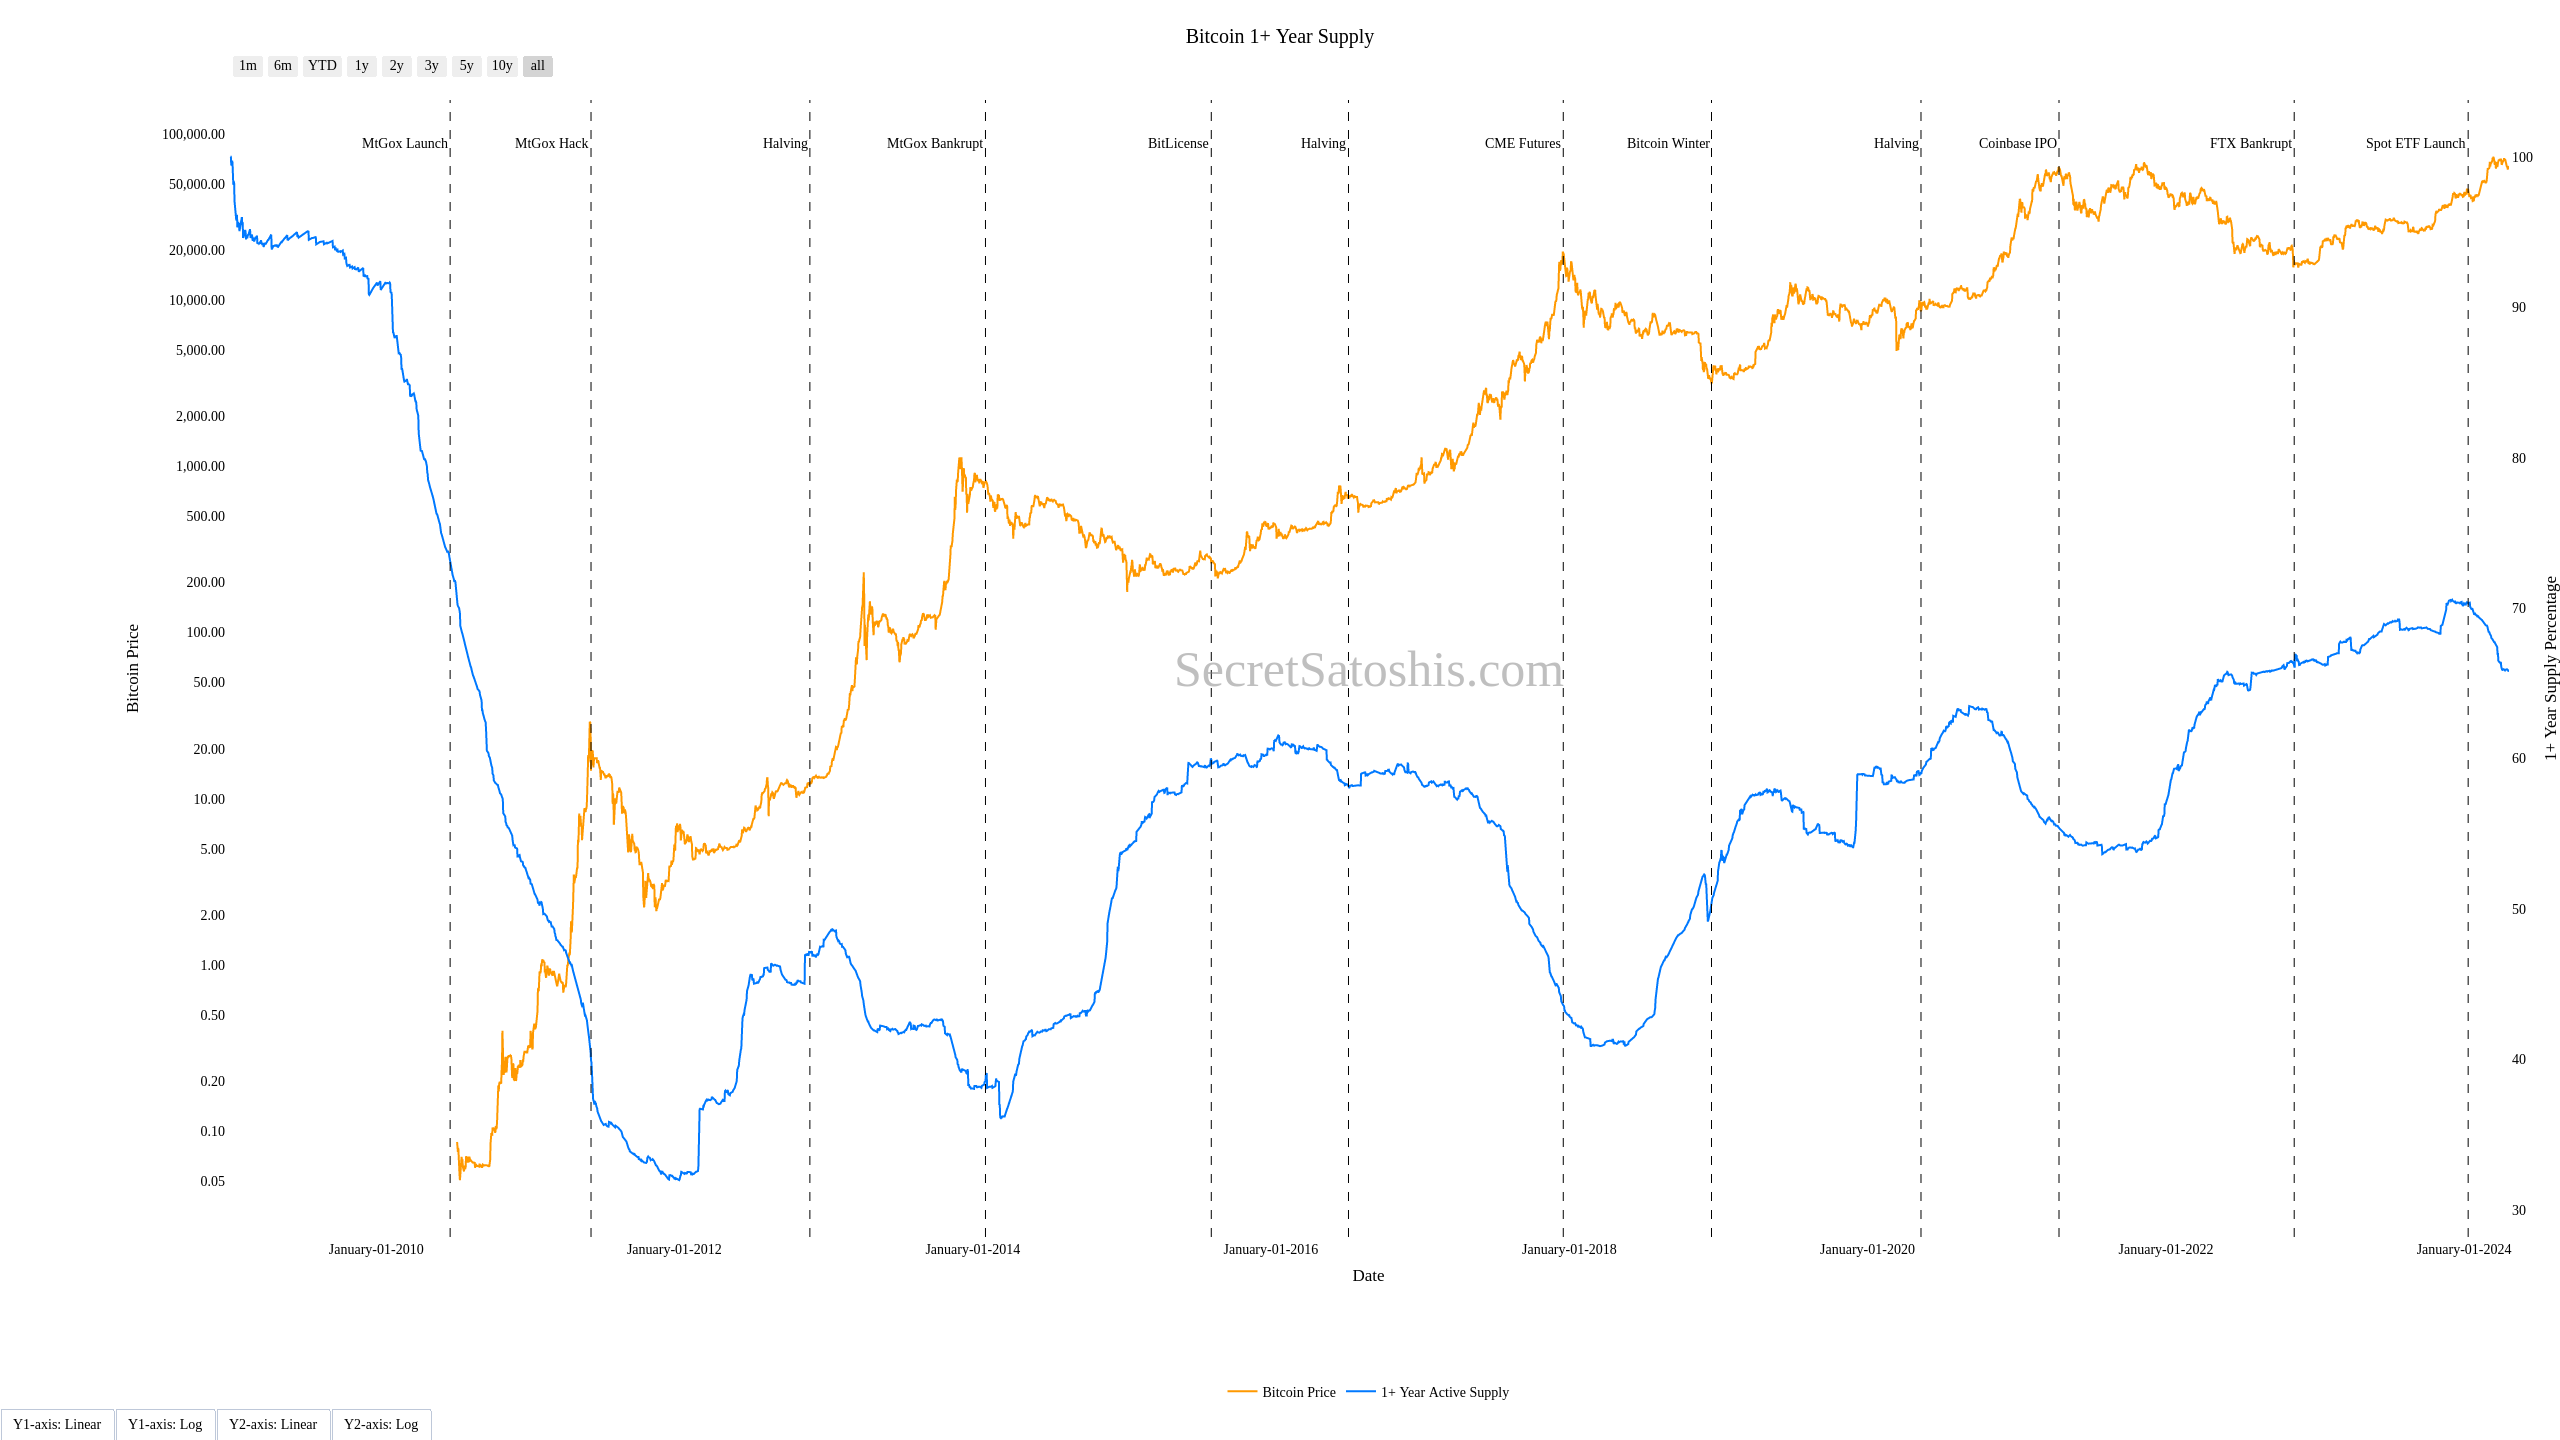 Bitcoin 1+ Year Supply
1m 6m YTD 1y 2y 3y 5y 10y all
MtGox Launch MtGox Hack Halving MtGox Bankrupt BitLicense Halving CME Futures Bitcoin Winter Halving Coinbase IPO FTX Bankrupt Spot ETF Launch
100,000.00
50,000.00
20,000.00
10,000.00
5,000.00
2,000.00
1,000.00
500.00
200.00
100.00
50.00
20.00
10.00
5.00
2.00
1.00
0.50
0.20
0.10
0.05
Bitcoin Price
SecretSatoshis.com
100
90
80
70
60
50
40
30
1+ Year Supply Percentage
January-01-2010 January-01-2012 January-01-2014 January-01-2016 January-01-2018 January-01-2020 January-01-2022 January-01-2024
Date
Bitcoin Price 1+ Year Active Supply
Y1-axis: Linear Y1-axis: Log Y2-axis: Linear Y2-axis: Log